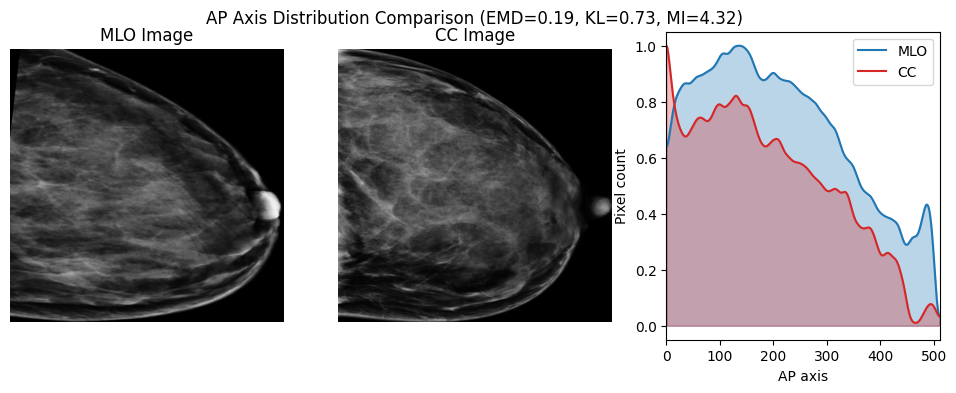 AP Axis Distribution Comparison (EMD=0.19, KL=0.73, MI=4.32)
MLO Image
CC Image
MLO
CC
1.0
0.8
0.6
0.4
0.2
0.0
Pixel count
0 100 200 300 400 500
AP axis